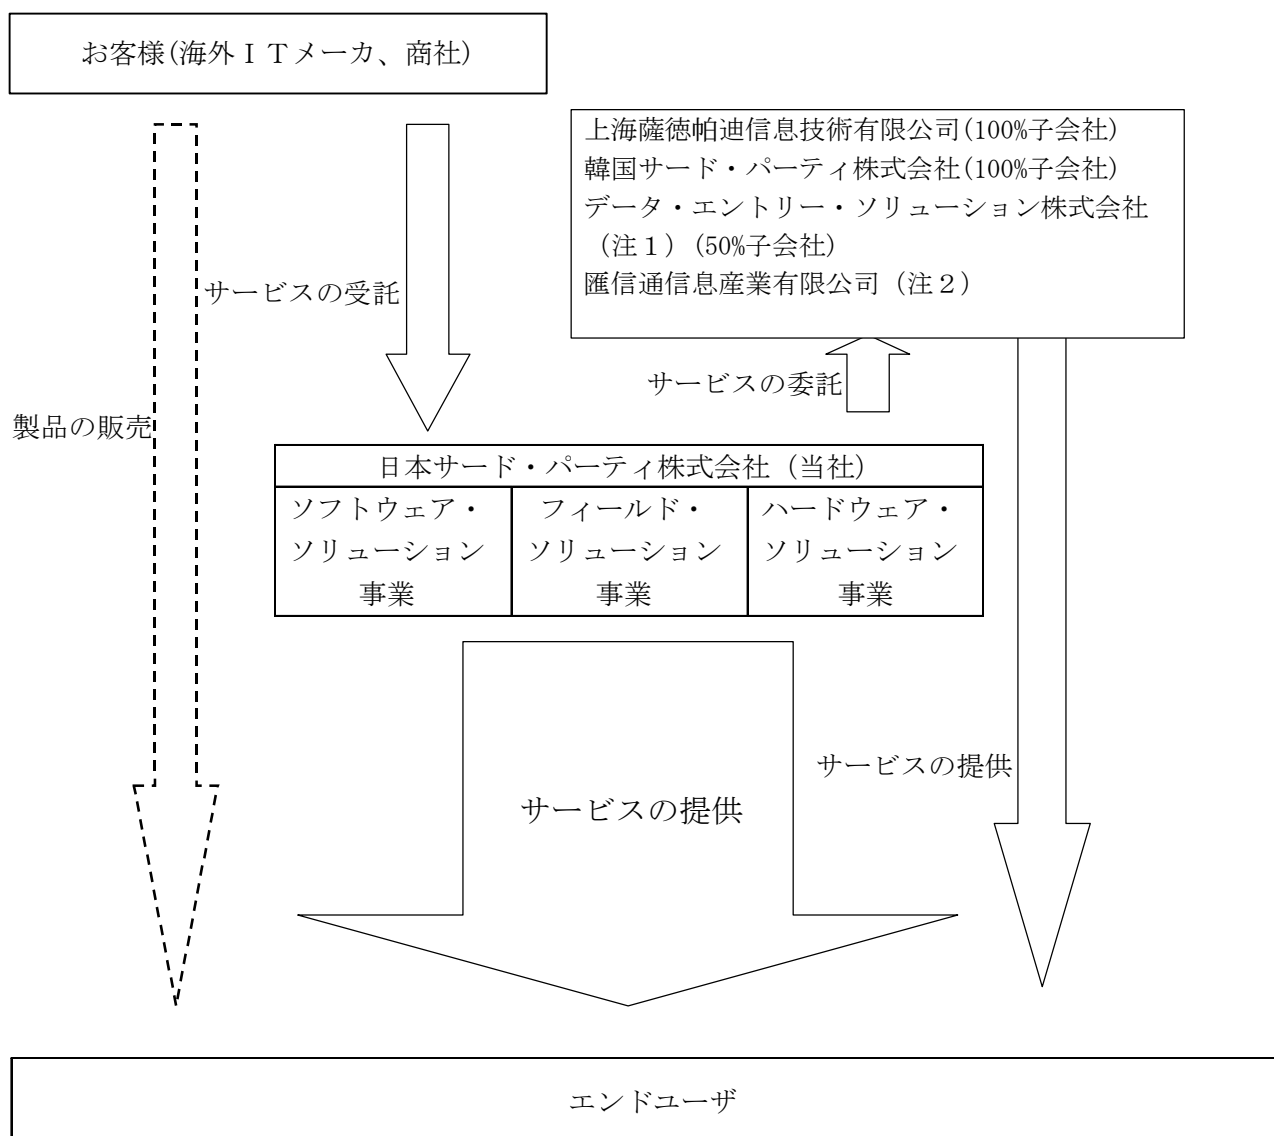 お客様(海外ＩＴメーカ、商社)
上海薩徳帕迪信息技術有限公司(100%子会社)
韓国サード・パーティ株式会社(100%子会社)
データ・エントリー・ソリューション株式会社
（注１）(50%子会社)
匯信通信息産業有限公司（注２）
サービスの受託
サービスの委託
製品の販売
日本サード・パーティ株式会社（当社）
ソフトウェア・
ソリューション
事業
フィールド・
ソリューション
事業
ハードウェア・
ソリューション
事業
サービスの提供
サービスの提供
エンドユーザ